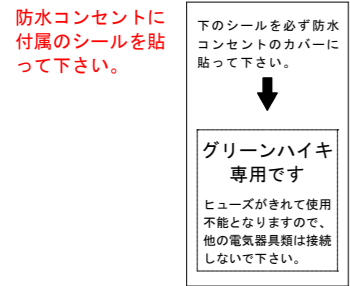 防水コンセントに
付属のシールを貼
って下さい。
下のシールを必ず防水
コンセントのカバーに
貼って下さい。
グリーンハイキ
専用です
ヒューズがきれて使用
不能となりますので、
他の電気器具類は接続
しないで下さい。